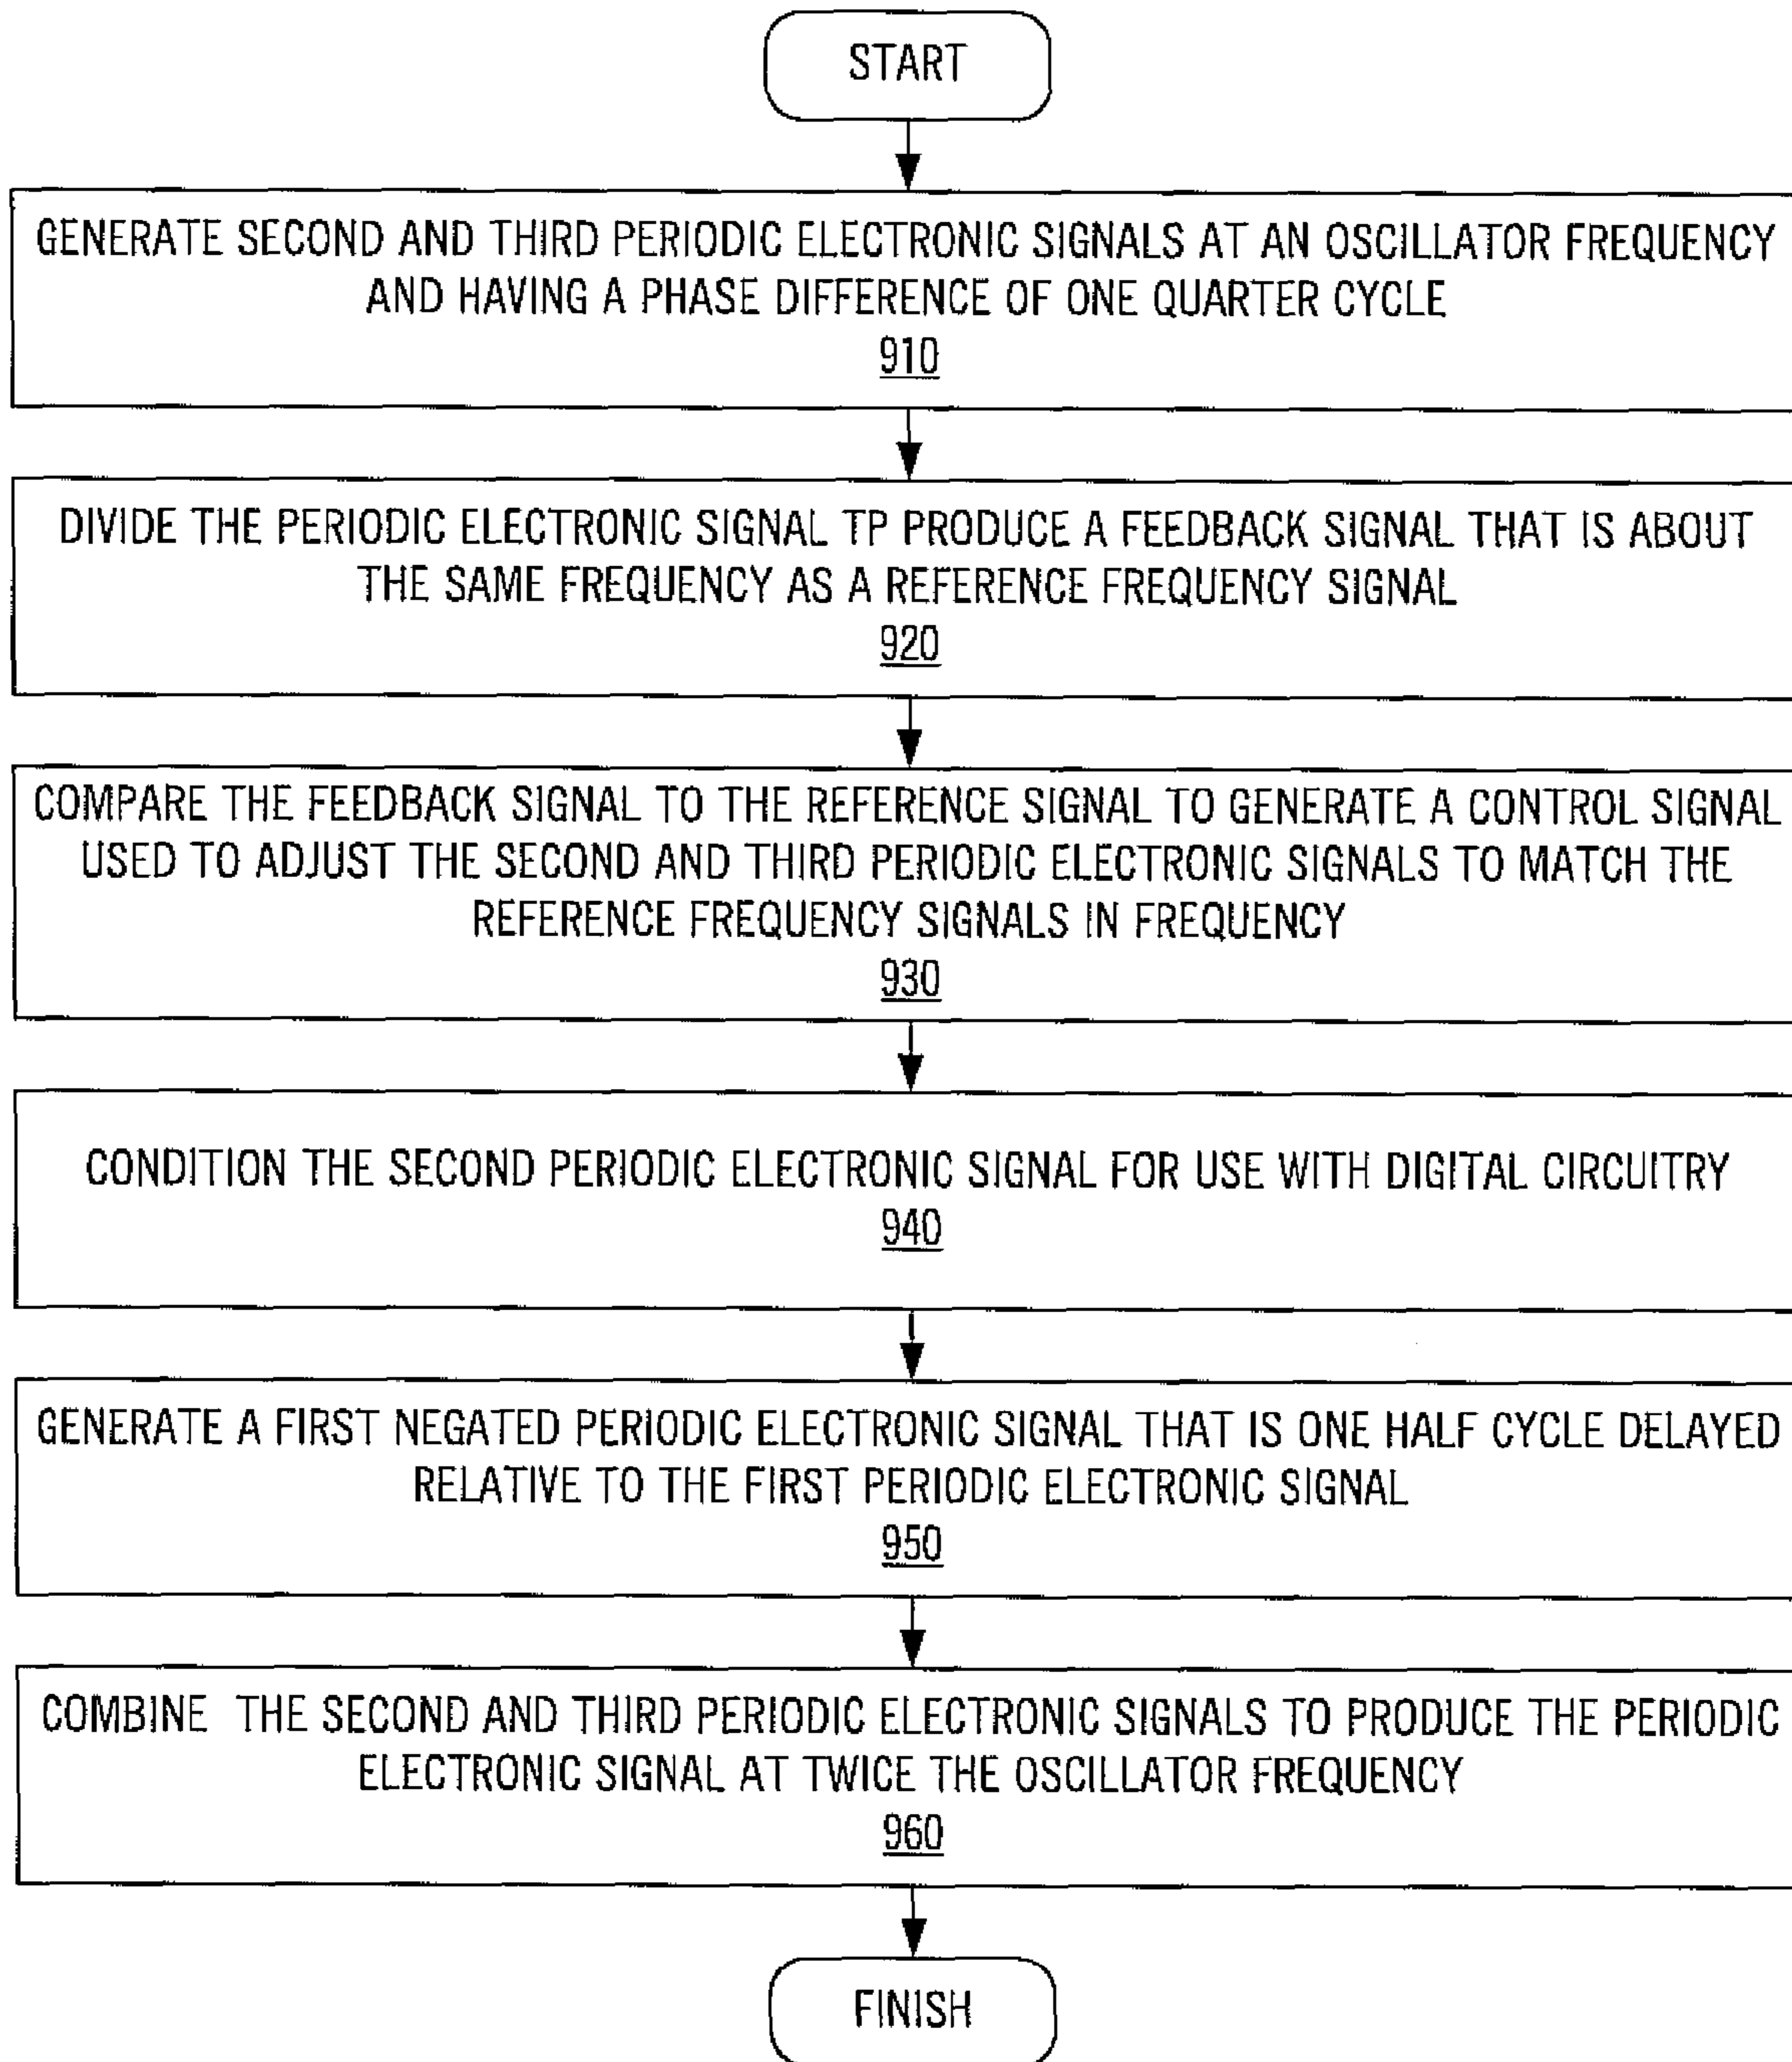 START
GENERATE SECOND AND THIRD PERIODIC ELECTRONIC SIGNALS AT AN OSCILLATOR FREQUENCY
AND HAVING A PHASE DIFFERENCE OF ONE QUARTER CYCLE
910
DIVIDE THE PERIODIC ELECTRONIC SIGNAL TP PRODUCE A FEEDBACK SIGNAL THAT IS ABOUT
THE SAME FREQUENCY AS A REFERENCE FREQUENCY SIGNAL
920
COMPARE THE FEEDBACK SIGNAL TO THE REFERENCE SIGNAL TO GENERATE A CONTROL SIGNAL
USED TO ADJUST THE SECOND AND THIRD PERIODIC ELECTRONIC SIGNALS TO MATCH THE
REFERENCE FREQUENCY SIGNALS IN FREQUENCY
930
CONDITION THE SECOND PERIODIC ELECTRONIC SIGNAL FOR USE WITH DIGITAL CIRCUITRY
940
GENERATE A FIRST NEGATED PERIODIC ELECTRONIC SIGNAL THAT IS ONE HALF CYCLE DELAYED
RELATIVE TO THE FIRST PERIODIC ELECTRONIC SIGNAL
950
COMBINE THE SECOND AND THIRD PERIODIC ELECTRONIC SIGNALS TO PRODUCE THE PERIODIC
ELECTRONIC SIGNAL AT TWICE THE OSCILLATOR FREQUENCY
960
FINISH